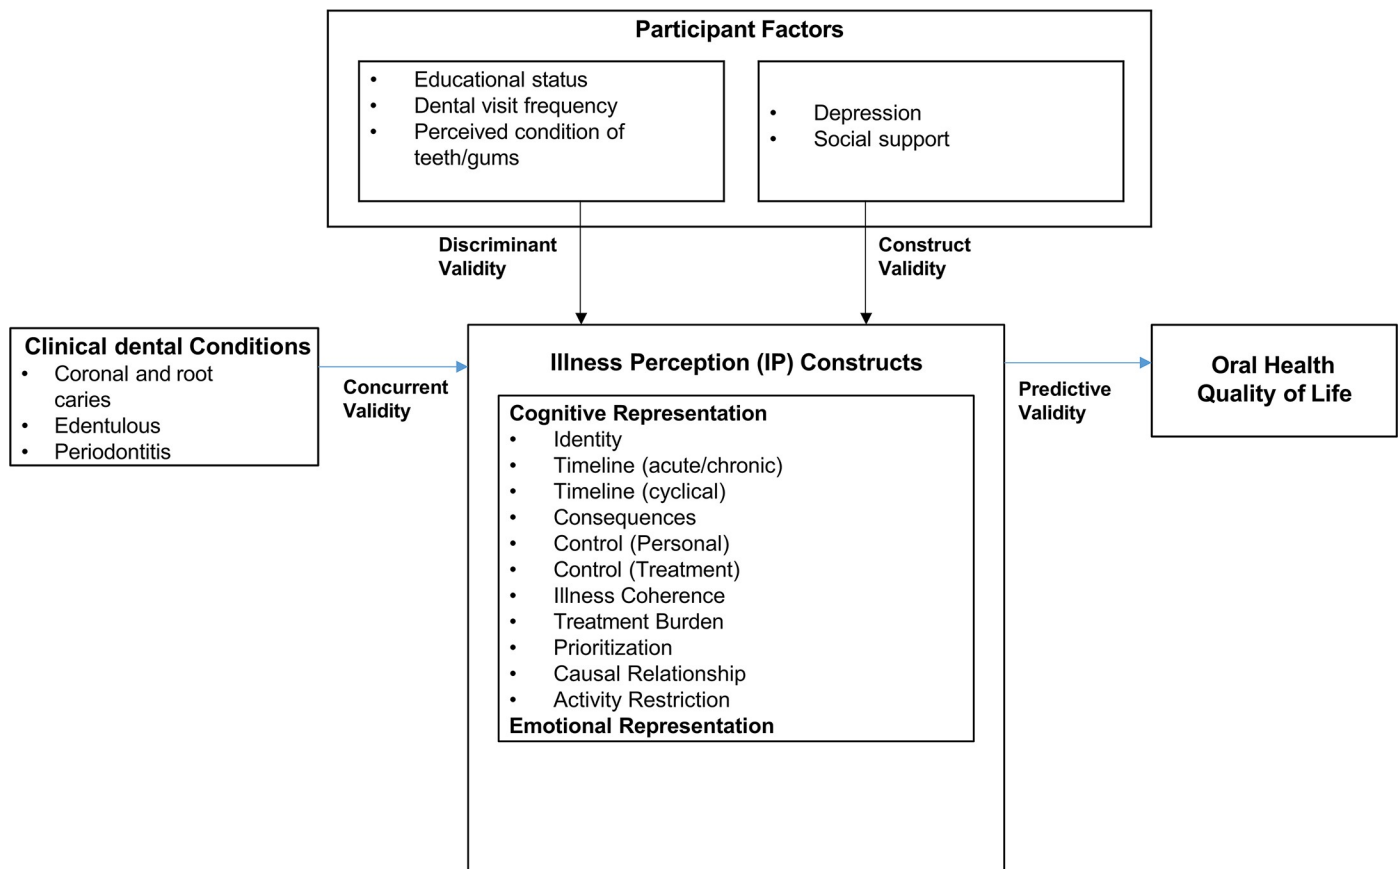 Participant Factors
• Educational status
• Dental visit frequency
• Perceived condition of
teeth/gums
• Depression
• Social support
Discriminant
Validity
Construct
Validity
Clinical dental Conditions
• Coronal and root
caries
• Edentulous
• Periodontitis
Concurrent
Validity
Illness Perception (IP) Constructs
Cognitive Representation
• Identity
• Timeline (acute/chronic)
• Timeline (cyclical)
• Consequences
• Control (Personal)
• Control (Treatment)
• Illness Coherence
• Treatment Burden
• Prioritization
• Causal Relationship
• Activity Restriction
Emotional Representation
Predictive
Validity
Oral Health
Quality of Life